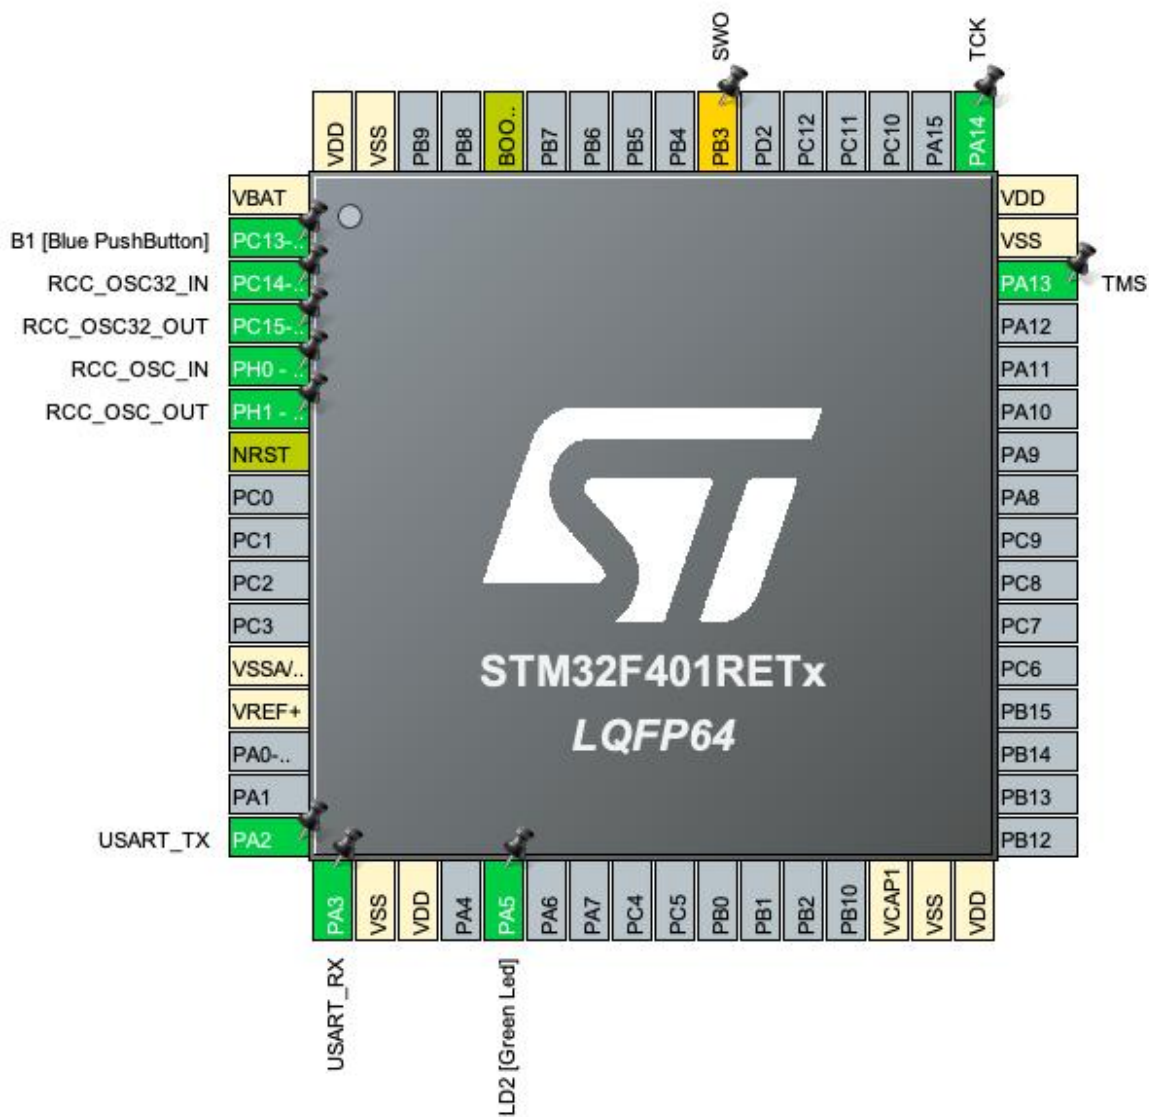 SWO
TCK
VDD
VSS
PB9
PB8
BOO..
PB7
PB6
PB5
PB4
PB3
PD2
PC12
PC11
PC10
PA15
PA14
VBAT
B1 [Blue PushButton] PC13-..
RCC_OSC32_IN PC14-..
RCC_OSC32_OUT PC15-..
RCC_OSC_IN PH0 - ..
RCC_OSC_OUT PH1 - ..
NRST
PC0
PC1
PC2
PC3
VSSA/..
VREF+
PA0-..
PA1
USART_TX PA2
VDD
VSS
PA13 TMS
PA12
PA11
PA10
PA9
PA8
PC9
PC8
PC7
PC6
PB15
PB14
PB13
PB12
ST
STM32F401RETx
LQFP64
PA3
VSS
VDD
PA4
PA5
PA6
PA7
PC4
PC5
PB0
PB1
PB2
PB10
VCAP1
VSS
VDD
USART_RX
LD2 [Green Led]